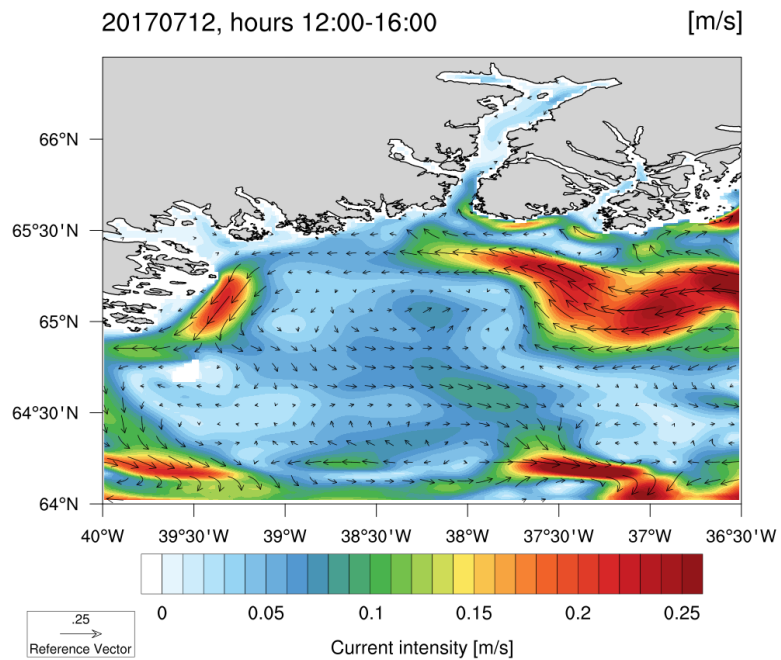 20170712, hours 12:00-16:00 [m/s]
66°N
65°30'N
65°N
64°30'N
64°N
40°W 39°30'W 39°W 38°30'W 38°W 37°30'W 37°W 36°30'W
0 0.05 0.1 0.15 0.2 0.25
.25
Reference Vector
Current intensity [m/s]